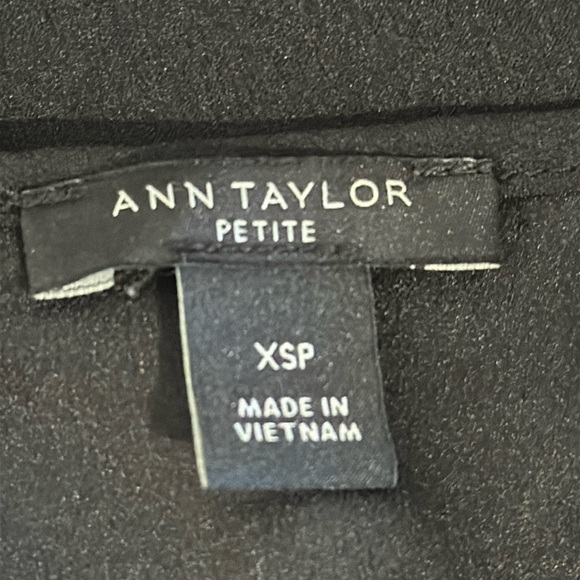 ANN TAYLOR
PETITE
XSP
MADE IN
VIETNAM